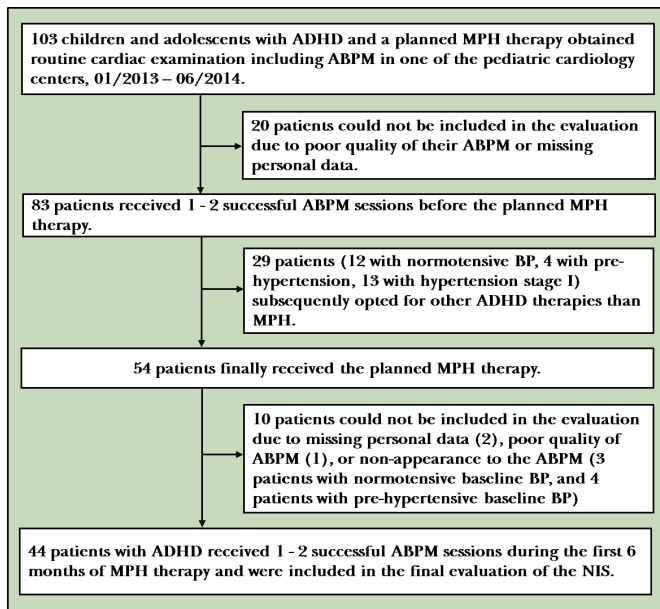 103 children and adolescents with ADHD and a planned MPH therapy obtained
routine cardiac examination including ABPM in one of the pediatric cardiology
centers, 01/2013 – 06/2014.
20 patients could not be included in the evaluation
due to poor quality of their ABPM or missing
personal data.
83 patients received 1 - 2 successful ABPM sessions before the planned MPH
therapy.
29 patients (12 with normotensive BP, 4 with pre-
hypertension, 13 with hypertension stage I)
subsequently opted for other ADHD therapies than
MPH.
54 patients finally received the planned MPH therapy.
10 patients could not be included in the evaluation
due to missing personal data (2), poor quality of
ABPM (1), or non-appearance to the ABPM (3
patients with normotensive baseline BP, and 4
patients with pre-hypertensive baseline BP)
44 patients with ADHD received 1 - 2 successful ABPM sessions during the first 6
months of MPH therapy and were included in the final evaluation of the NIS.